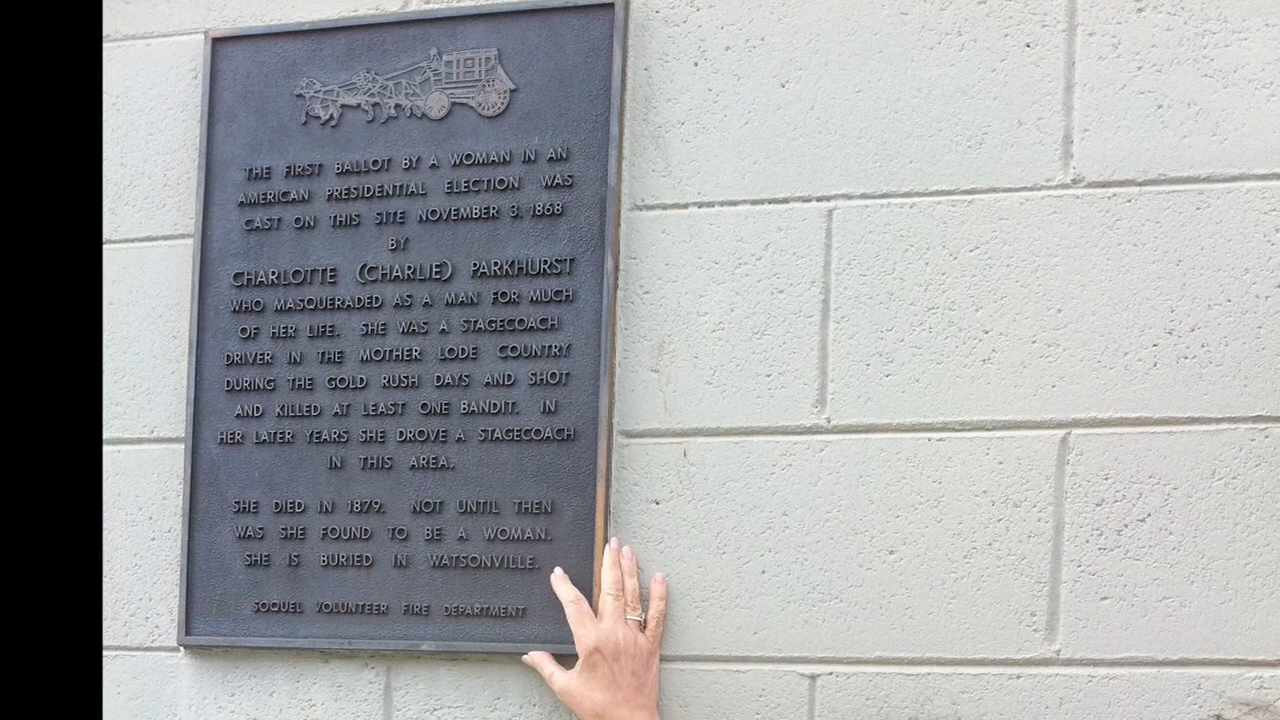 THE FIRST BALLOT BY A WOMAN IN AN
AMERICAN PRESIDENTIAL ELECTION WAS
CAST ON THIS SITE NOVEMBER 3, 1868
BY
CHARLOTTE (CHARLIE) PARKHURST
WHO MASQUERADED AS A MAN FOR MUCH
OF HER LIFE. SHE WAS A STAGECOACH
DRIVER IN THE MOTHER LODE COUNTRY
DURING THE GOLD RUSH DAYS AND SHOT
AND KILLED AT LEAST ONE BANDIT. IN
HER LATER YEARS SHE DROVE A STAGECOACH
IN THIS AREA.
SHE DIED IN 1879. NOT UNTIL THEN
WAS SHE FOUND TO BE A WOMAN.
SHE IS BURIED IN WATSONVILLE.
SOQUEL VOLUNTEER FIRE DEPARTMENT